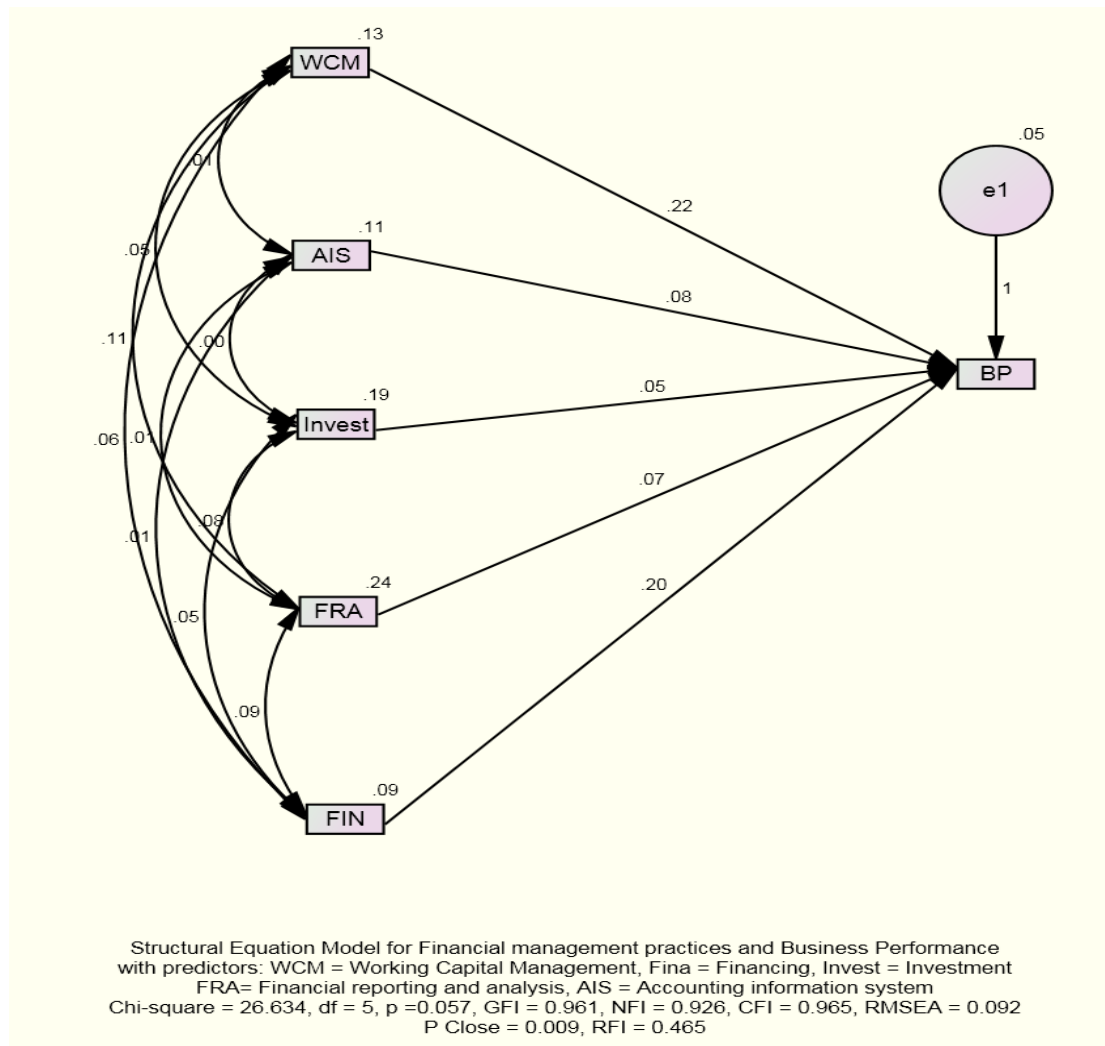 .13
WCM
.05
e1
.01
.22
.11
AIS
.05
.08
1
.11
.00
BP
.19
.05
Invest
.06
.01
.07
.08
.01
.24
FRA
.20
.05
.09
.09
FIN
Structural Equation Model for Financial management practices and Business Performance
with predictors: WCM = Working Capital Management, Fina = Financing, Invest = Investment
FRA= Financial reporting and analysis, AIS = Accounting information system
Chi-square = 26.634, df = 5, p =0.057, GFI = 0.961, NFI = 0.926, CFI = 0.965, RMSEA = 0.092
P Close = 0.009, RFI = 0.465